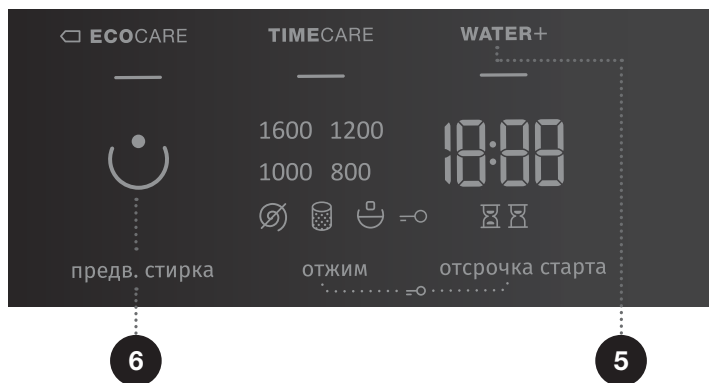 ECOCARE TIMECARE WATER+
1600 1200
1000 800
18:88
предв. стирка отжим отсрочка старта
6 5